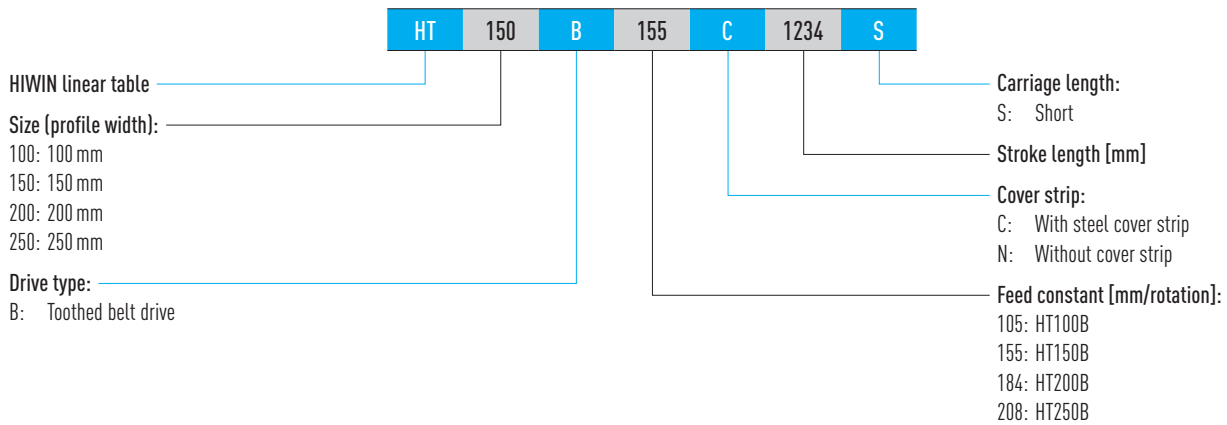 HT 150 B 155 C 1234 S
HIWIN linear table
Size (profile width):
100: 100 mm
150: 150 mm
200: 200 mm
250: 250 mm
Drive type:
B: Toothed belt drive
Carriage length:
S: Short
Stroke length [mm]
Cover strip:
C: With steel cover strip
N: Without cover strip
Feed constant [mm/rotation]:
105: HT100B
155: HT150B
184: HT200B
208: HT250B